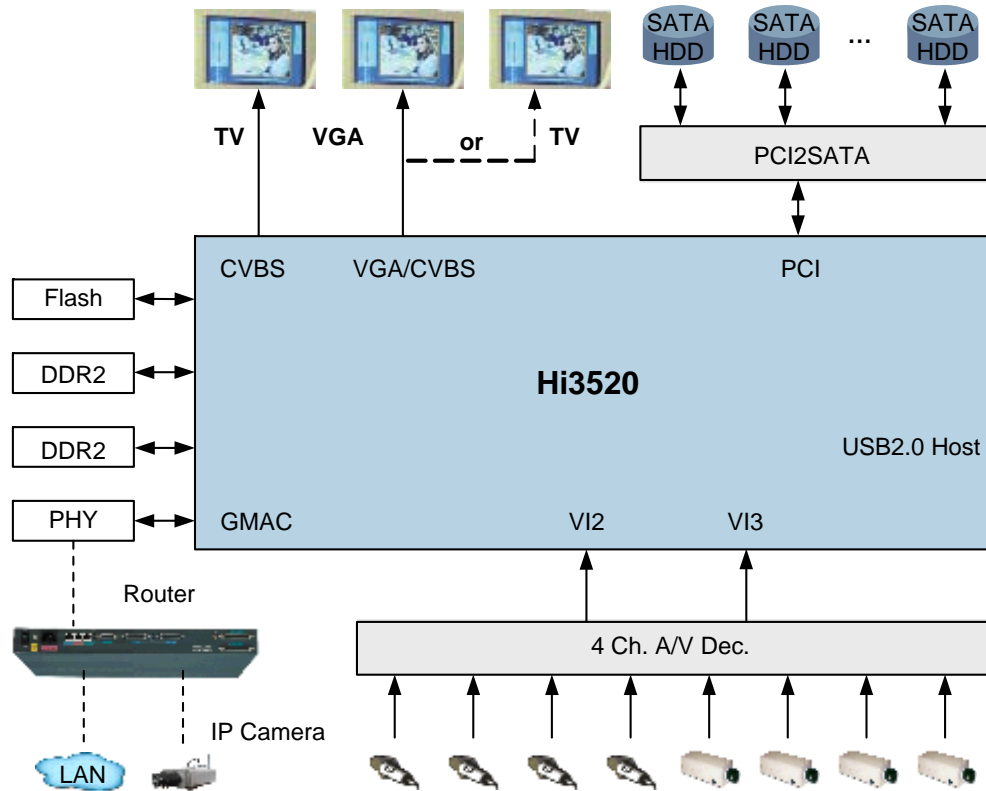 SATA
HDD
SATA
HDD
...
SATA
HDD
TV
VGA
or
TV
PCI2SATA
CVBS
VGA/CVBS
PCI
Flash
DDR2
Hi3520
DDR2
USB2.0 Host
PHY
GMAC
VI2
VI3
Router
4 Ch. A/V Dec.
IP Camera
LAN